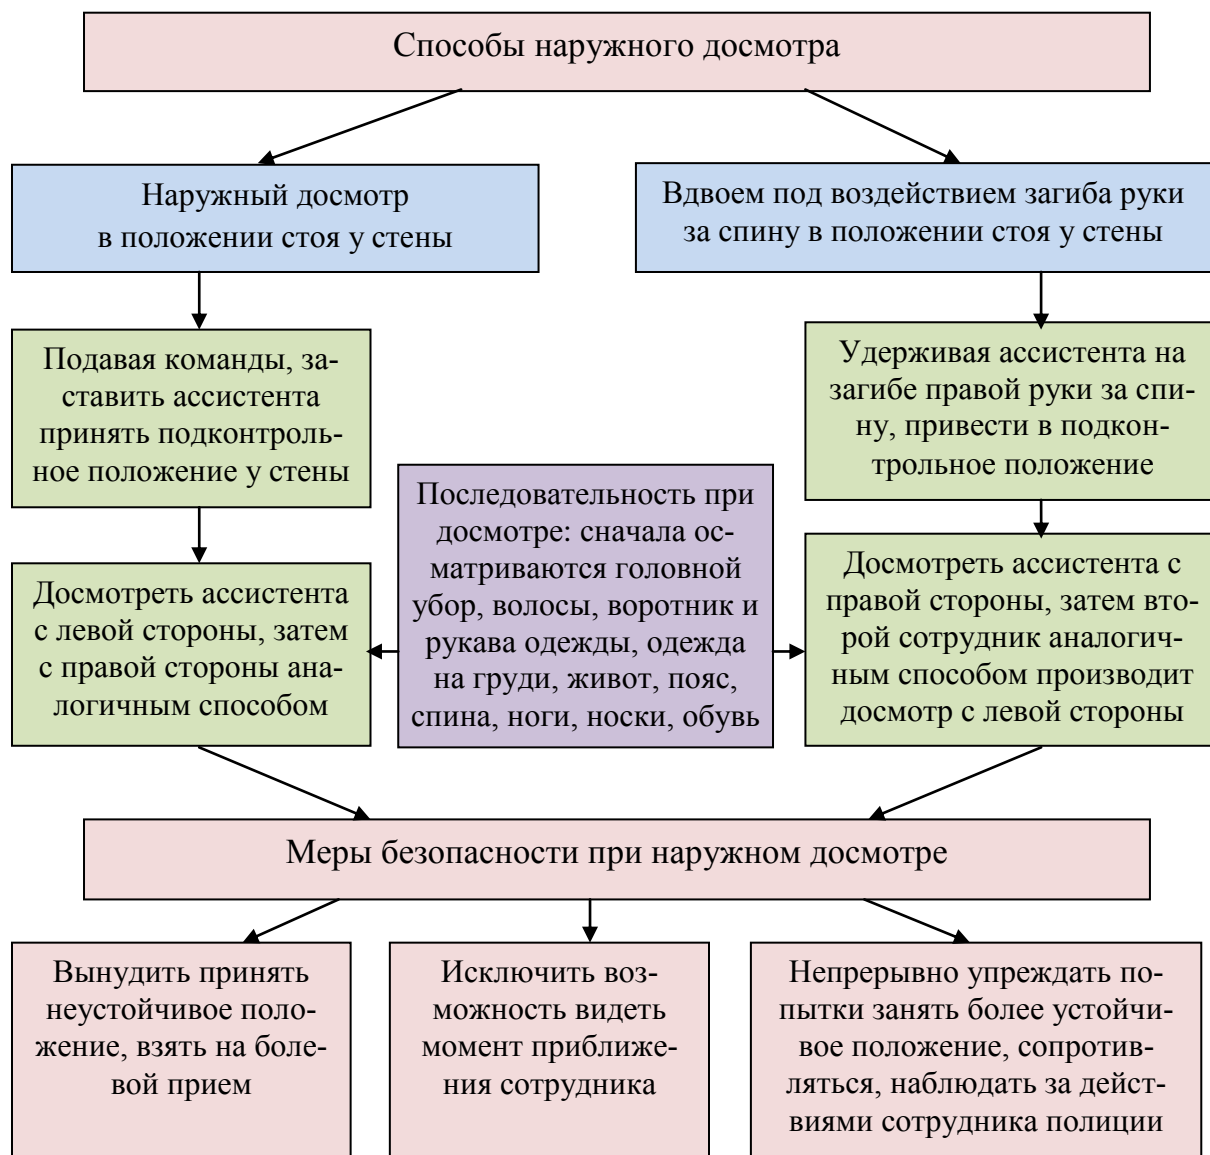 Способы наружного досмотра
Наружный досмотр
в положении стоя у стены
Вдвоем под воздействием загиба руки
за спину в положении стоя у стены
Подавая команды, за-
ставить ассистента
принять подконтроль-
ное положение у стены
Удерживая ассистента на
загибе правой руки за спи-
ну, привести в подкон-
трольное положение
Последовательность при
досмотре: сначала ос-
матриваются головной
убор, волосы, воротник и
рукава одежды, одежда
на груди, живот, пояс,
спина, ноги, носки, обувь
Досмотреть ассистента
с левой стороны, затем
с правой стороны ана-
логичным способом
Досмотреть ассистента с
правой стороны, затем вто-
рой сотрудник аналогич-
ным способом производит
досмотр с левой стороны
Меры безопасности при наружном досмотре
Вынудить принять
неустойчивое поло-
жение, взять на боле-
вой прием
Исключить воз-
можность видеть
момент приближе-
ния сотрудника
Непрерывно упреждать по-
пытки занять более устойчи-
вое положение, сопротив-
ляться, наблюдать за дейст-
виями сотрудника полиции